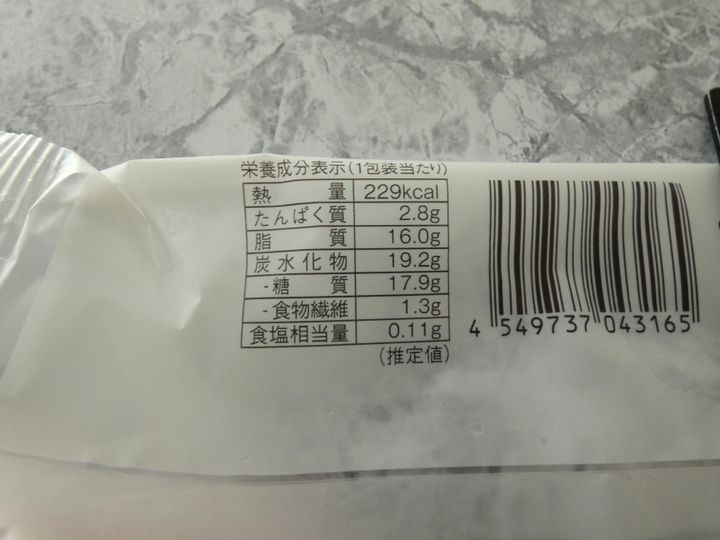 栄養成分表示(1包装当たり)
熱量 229kcal
たんぱく質 2.8g
脂質 16.0g
炭水化物 19.2g
-糖質 17.9g
-食物繊維 1.3g
食塩相当量 0.11g
(推定値)
4 549737 043165